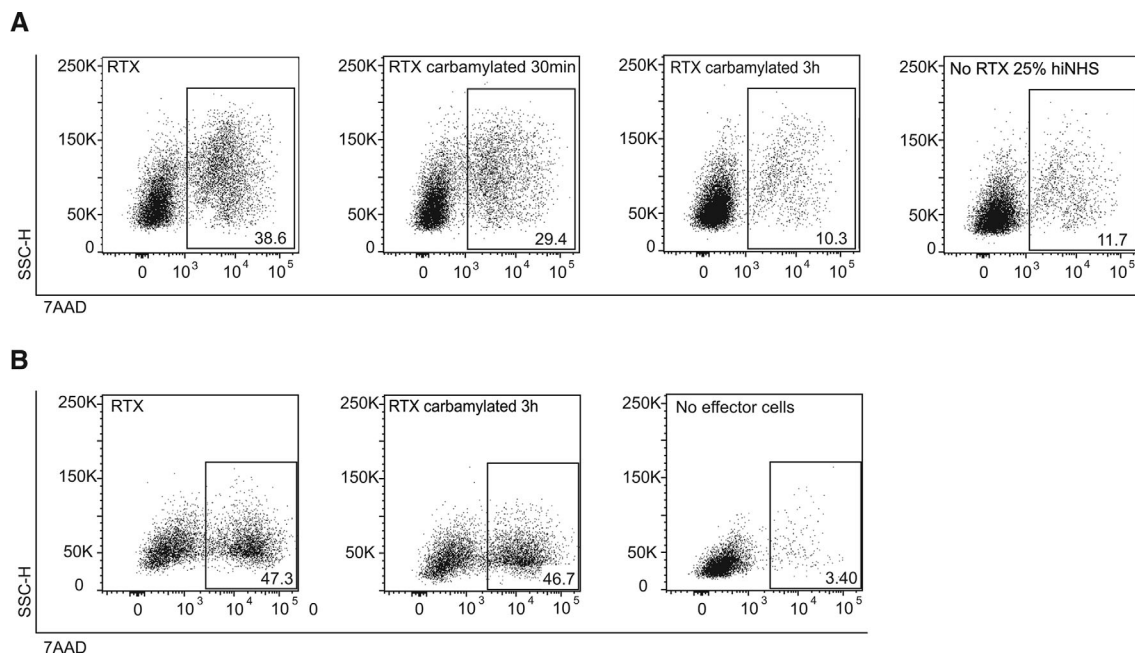 A
RTX
RTX carbamylated 30min
RTX carbamylated 3h
No RTX 25% hiNHS
250K 250K 250K 250K
150K 150K 150K 150K
50K 50K 50K 50K
0 0 0 0
38.6 29.4 10.3 11.7
0 10³ 10⁴ 10⁵ 0 10³ 10⁴ 10⁵ 0 10³ 10⁴ 10⁵ 0 10³ 10⁴ 10⁵
SSC-H
7AAD
B
RTX
RTX carbamylated 3h
No effector cells
250K 250K 250K
150K 150K 150K
50K 50K 50K
0 0 0
47.3 46.7 3.40
0 10³ 10⁴ 10⁵ 0 0 10³ 10⁴ 10⁵ 0 10³ 10⁴ 10⁵
SSC-H
7AAD